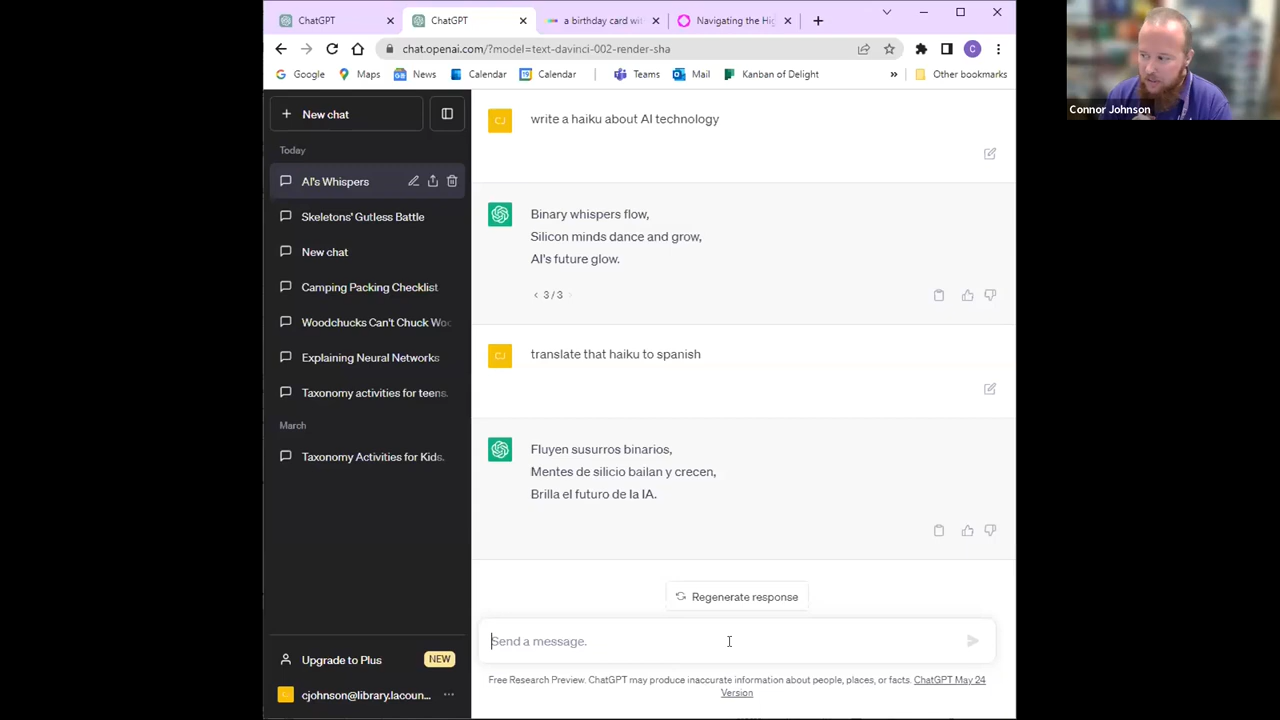 ChatGPT
ChatGPT
a birthday card wit
Navigating the Hig
chat.openai.com/?model=text-davinci-002-render-sha
C
Google
Maps
News
Calendar
Calendar
Teams
Mail
Kanban of Delight
»
Other bookmarks
Connor Johnson
+ New chat
Today
AI's Whispers
Skeletons' Gutless Battle
New chat
Camping Packing Checklist
Woodchucks Can't Chuck Woo
Explaining Neural Networks
Taxonomy activities for teens.
March
Taxonomy Activities for Kids.
Upgrade to Plus NEW
cjohnson@library.lacoun...
CJ
write a haiku about AI technology
Binary whispers flow,
Silicon minds dance and grow,
AI's future glow.
< 3 / 3 >
CJ
translate that haiku to spanish
Fluyen susurros binarios,
Mentes de silicio bailan y crecen,
Brilla el futuro de la IA.
Regenerate response
Send a message.
Free Research Preview. ChatGPT may produce inaccurate information about people, places, or facts. ChatGPT May 24
Version